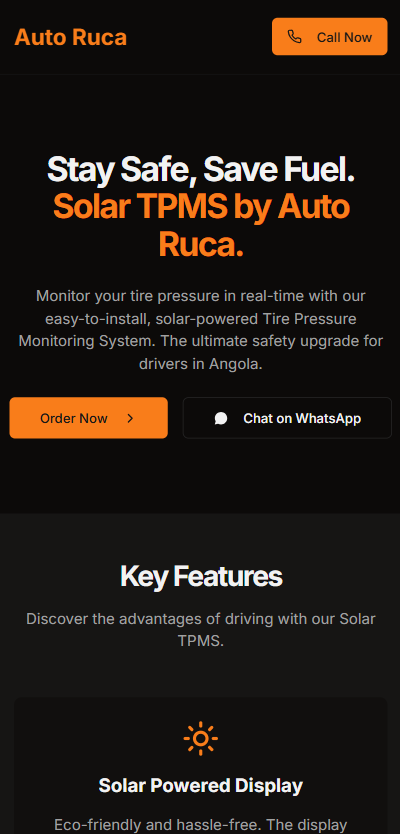 Auto Ruca
Call Now
Stay Safe, Save Fuel.
Solar TPMS by Auto
Ruca.
Monitor your tire pressure in real-time with our
easy-to-install, solar-powered Tire Pressure
Monitoring System. The ultimate safety upgrade for
drivers in Angola.
Order Now
Chat on WhatsApp
Key Features
Discover the advantages of driving with our Solar
TPMS.
Solar Powered Display
Eco-friendly and hassle-free. The display